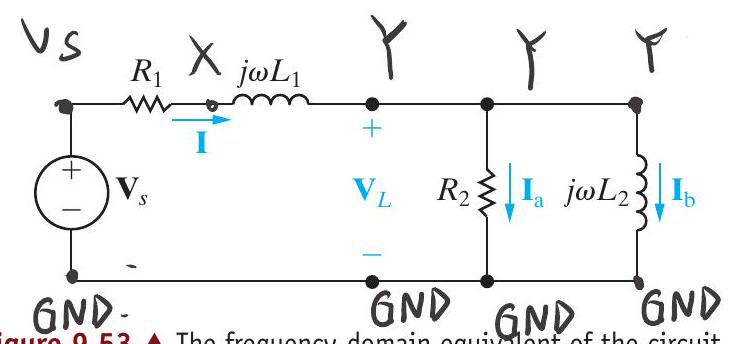 VS X Y Y Y
R1 jωL1
I
+ +
Vs VL R2 Ia jωL2 Ib
− −
GND. GND GND GND
igure 9.53 ▲ The frequency domain equivalent of the circuit